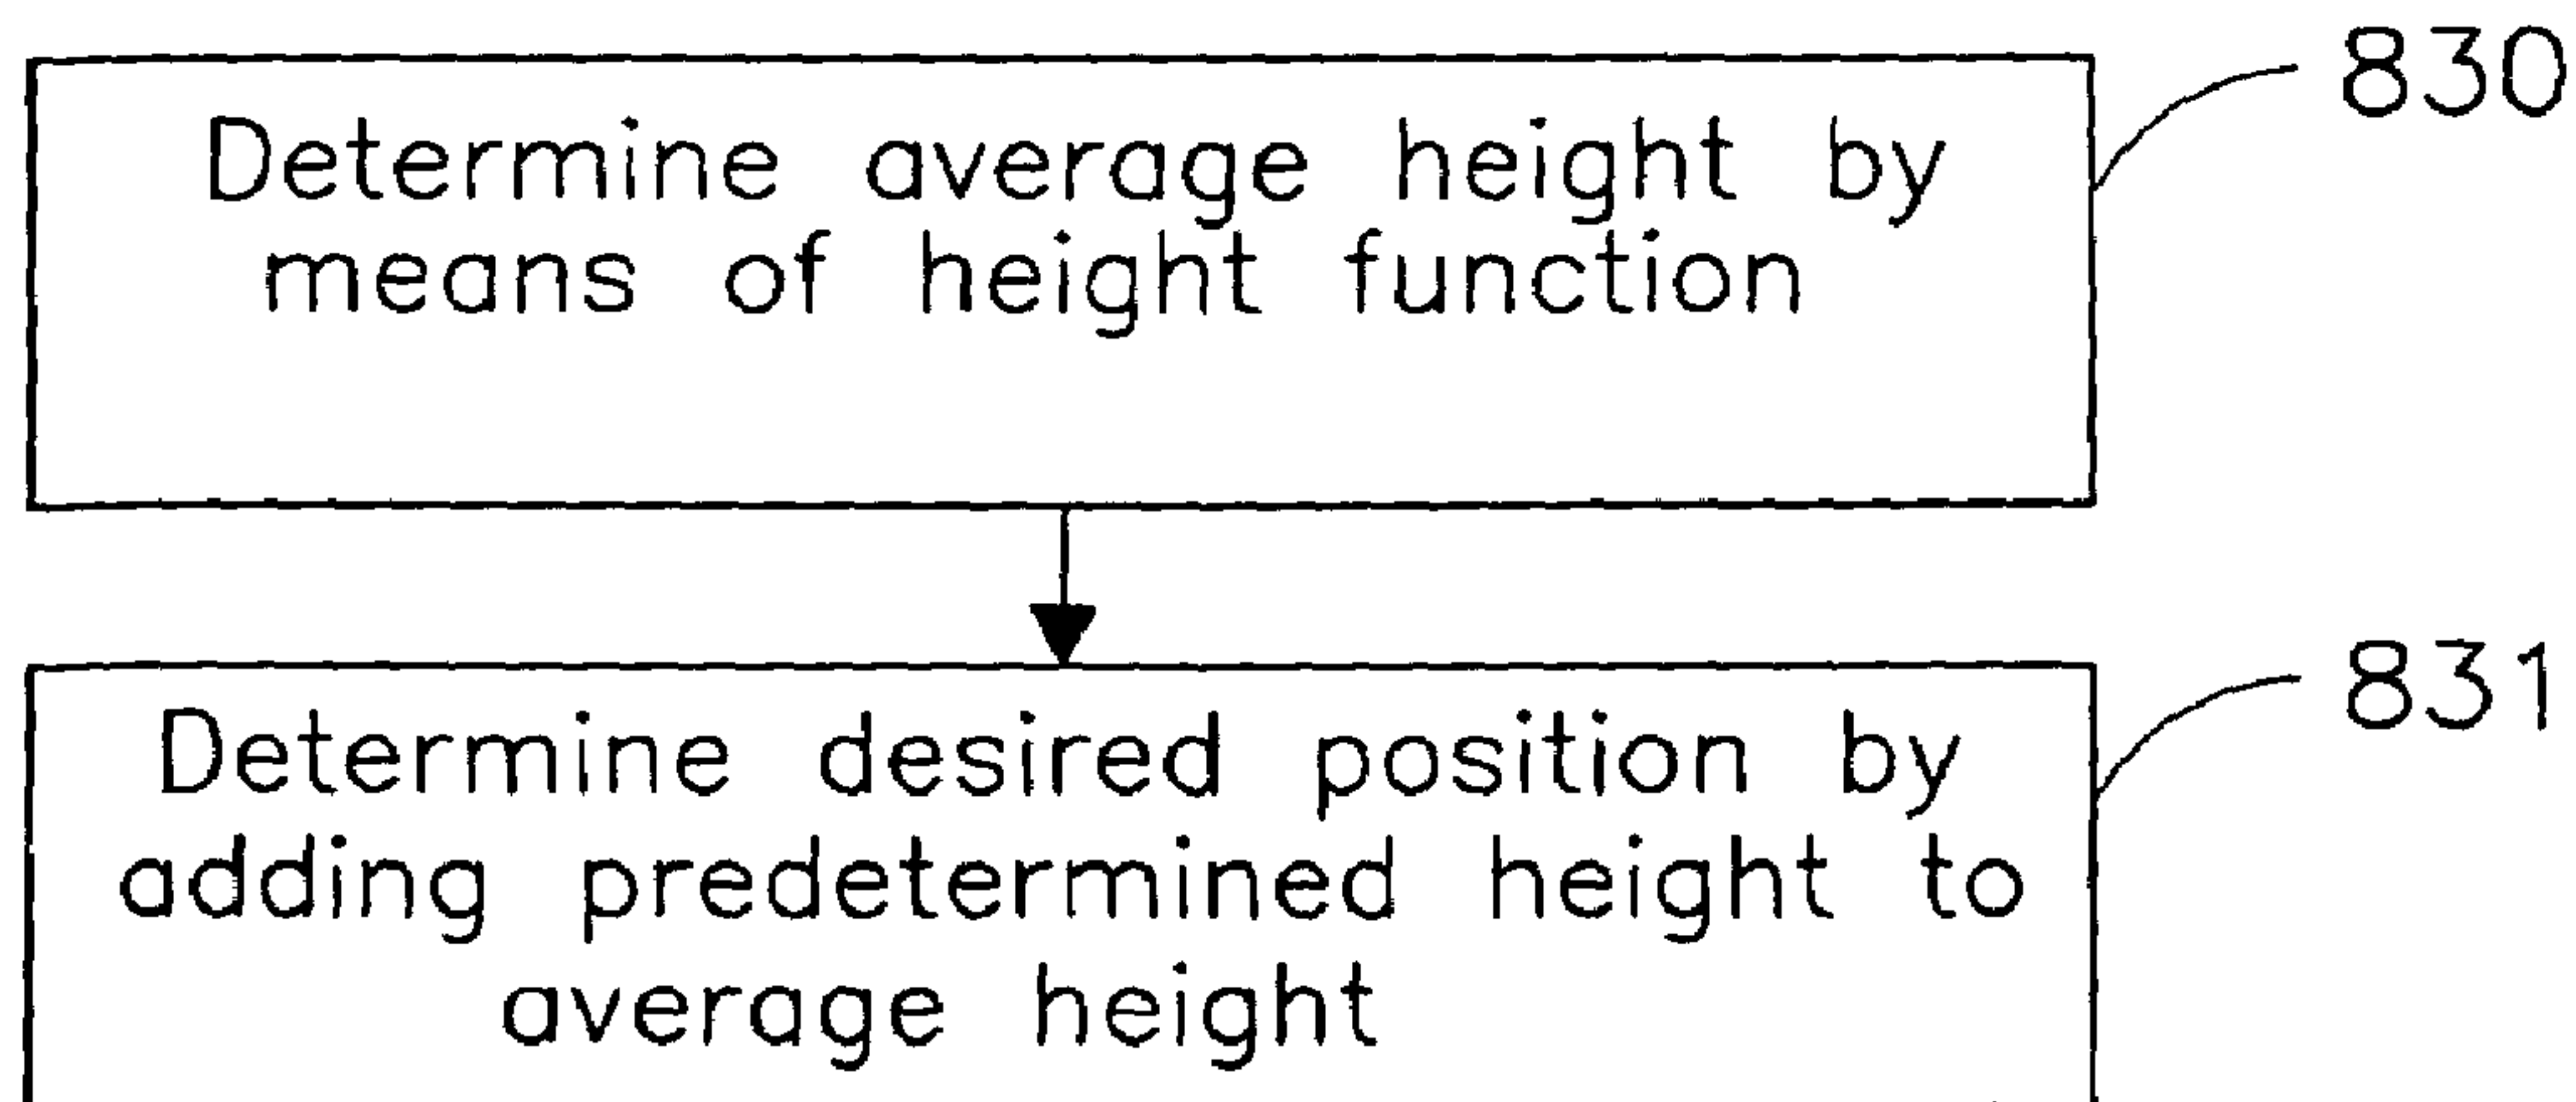 830
Determine average height by
means of height function
831
Determine desired position by
adding predetermined height to
average height